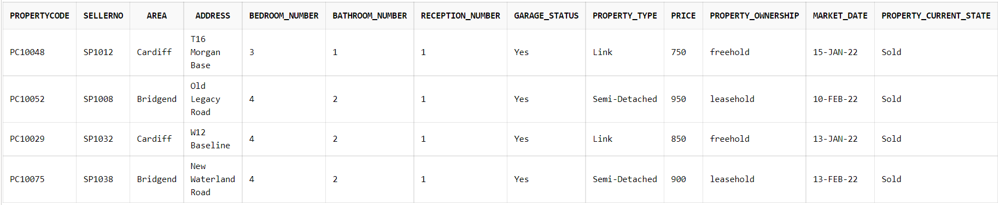 PROPERTYCODE SELLERNO AREA ADDRESS BEDROOM_NUMBER BATHROOM_NUMBER RECEPTION_NUMBER GARAGE_STATUS PROPERTY_TYPE PRICE PROPERTY_OWNERSHIP MARKET_DATE PROPERTY_CURRENT_STATE
PC10048 SP1012 Cardiff T16 Morgan Base 3 1 1 Yes Link 750 freehold 15-JAN-22 Sold
PC10052 SP1008 Bridgend Old Legacy Road 4 2 1 Yes Semi-Detached 950 leasehold 10-FEB-22 Sold
PC10029 SP1032 Cardiff W12 Baseline 4 2 1 Yes Link 850 freehold 13-JAN-22 Sold
PC10075 SP1038 Bridgend New Waterland Road 4 2 1 Yes Semi-Detached 900 leasehold 13-FEB-22 Sold